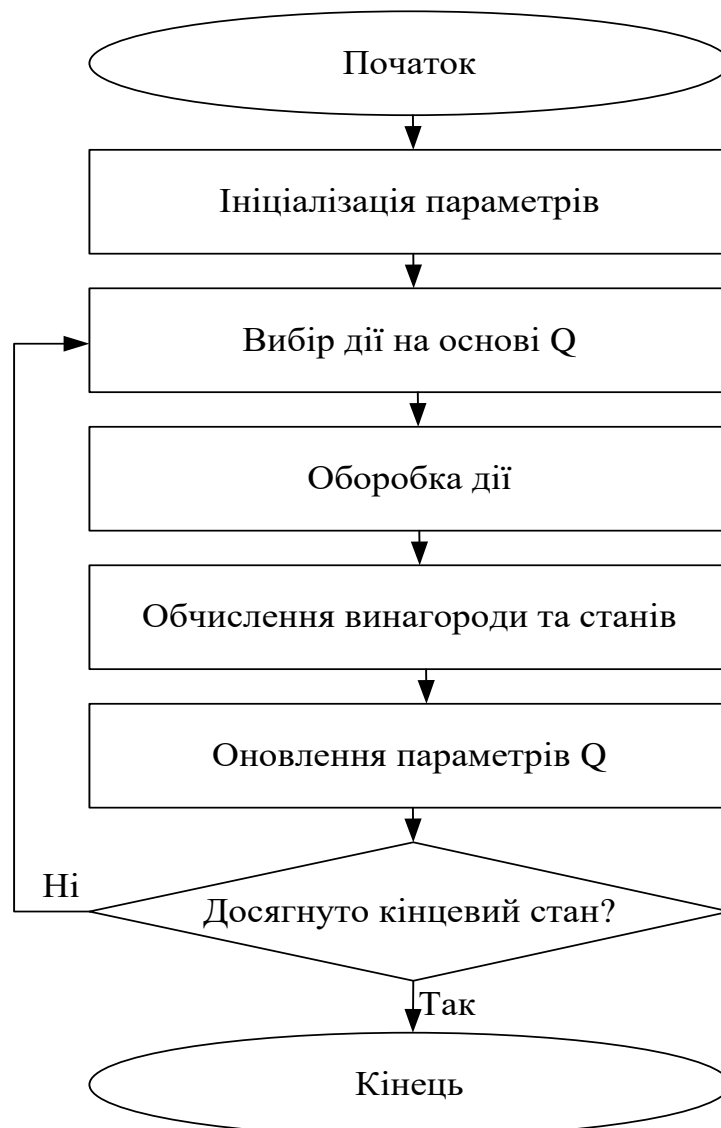 Початок
Ініціалізація параметрів
Вибір дії на основі Q
Оборобка дії
Обчислення винагороди та станів
Оновлення параметрів Q
Ні
Досягнуто кінцевий стан?
Так
Кінець